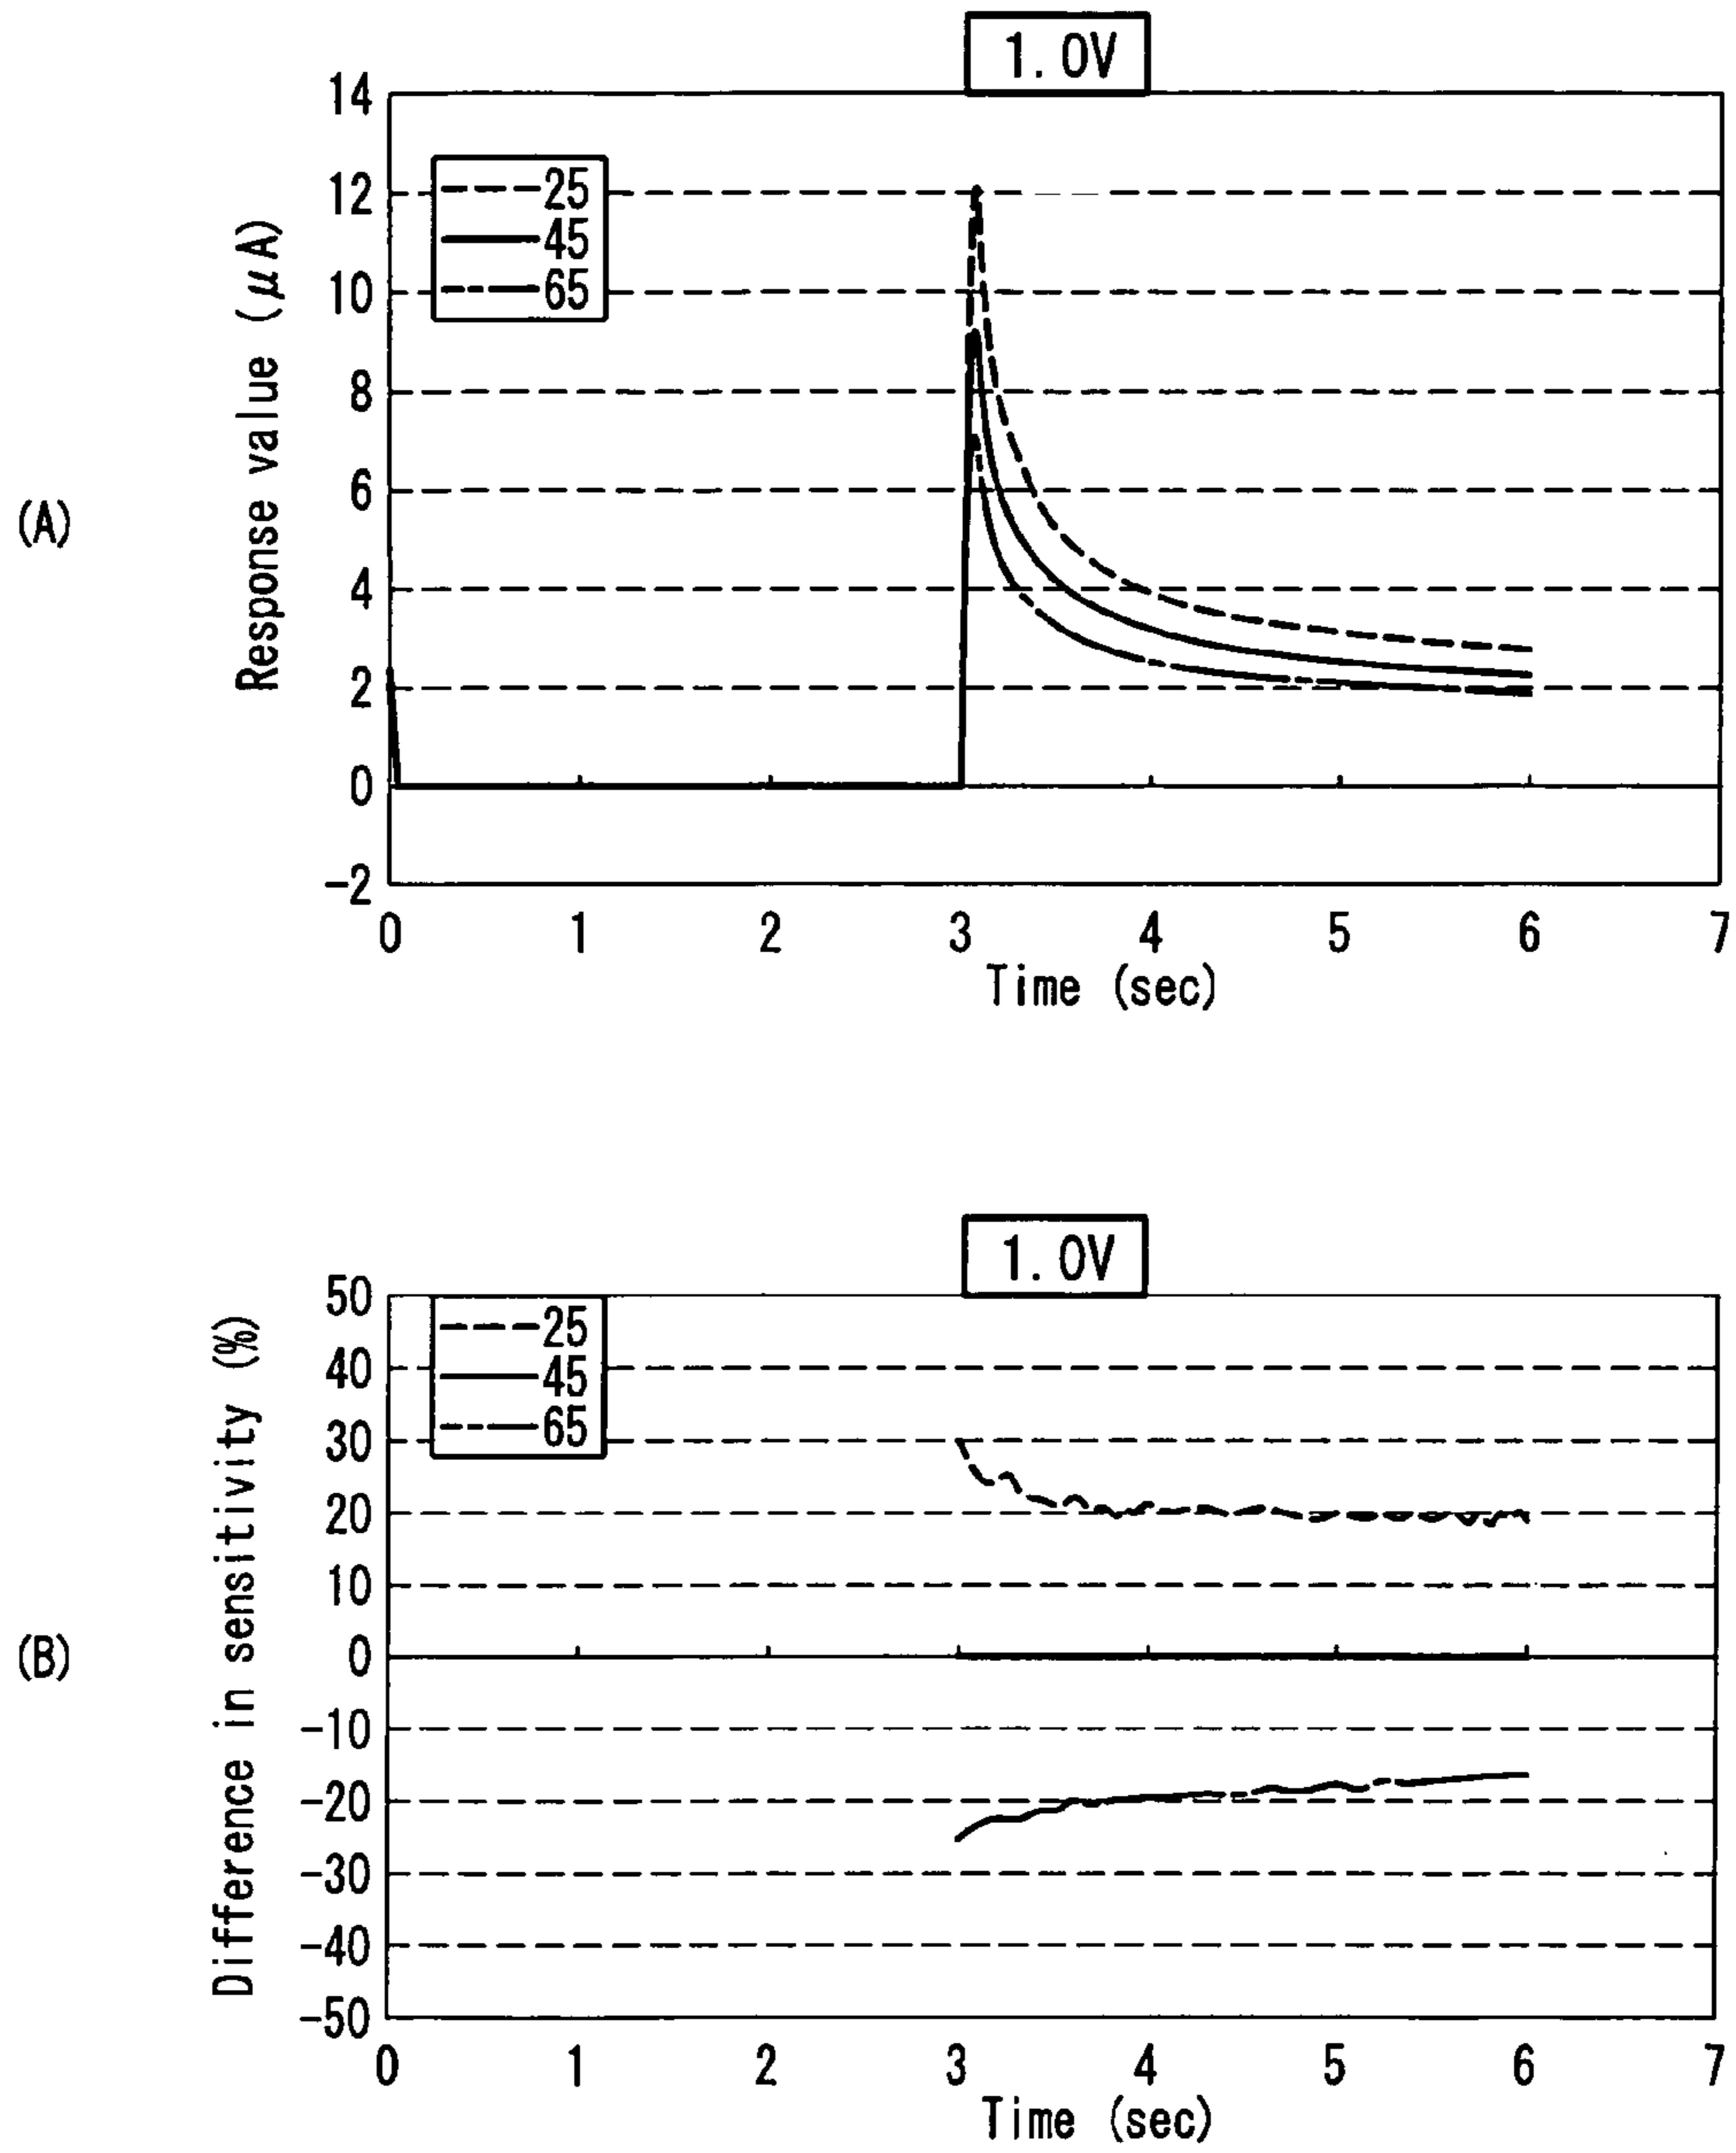 1. 0V
14
12
10
8
6
4
2
0
-2
25
45
65
Response value (μA)
(A)
0 1 2 3 4 5 6 7
Time (sec)
1. 0V
50
40
30
20
10
0
-10
-20
-30
-40
-50
25
45
65
Difference in sensitivity (%)
(B)
0 1 2 3 4 5 6 7
Time (sec)